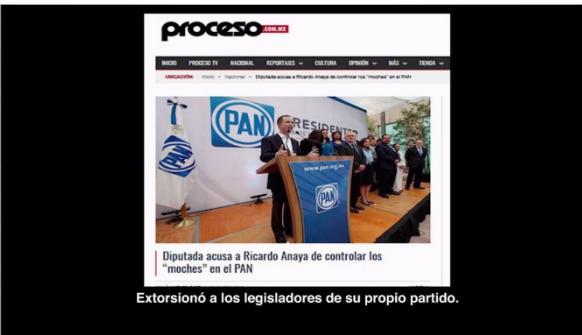 proceso.COM.MX
INICIO PROCESO TV NACIONAL REPORTAJES CULTURA OPINIÓN MÁS TIENDA
UBICACIÓN Inicio > Nacional > Diputada acusa a Ricardo Anaya de controlar los "moches" en el PAN
PAN
PRESIDENT
PAN
www.pan.org.mx
PAN
Diputada acusa a Ricardo Anaya de controlar los
"moches" en el PAN
Extorsionó a los legisladores de su propio partido.